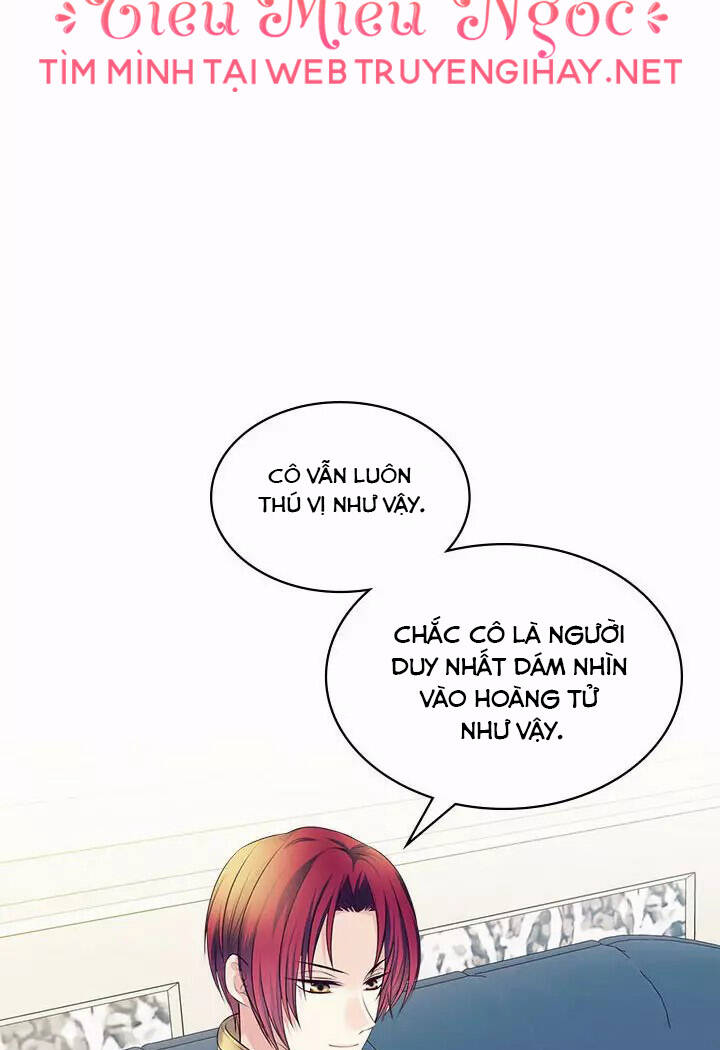 Tiểu Miêu Ngọc
TÌM MÌNH TẠI WEB TRUYENGIHAY.NET
CÔ VẪN LUÔN
THÚ VỊ NHƯ VẬY.
CHẮC CÔ LÀ NGƯỜI
DUY NHẤT DÁM NHÌN
VÀO HOÀNG TỬ
NHƯ VẬY.